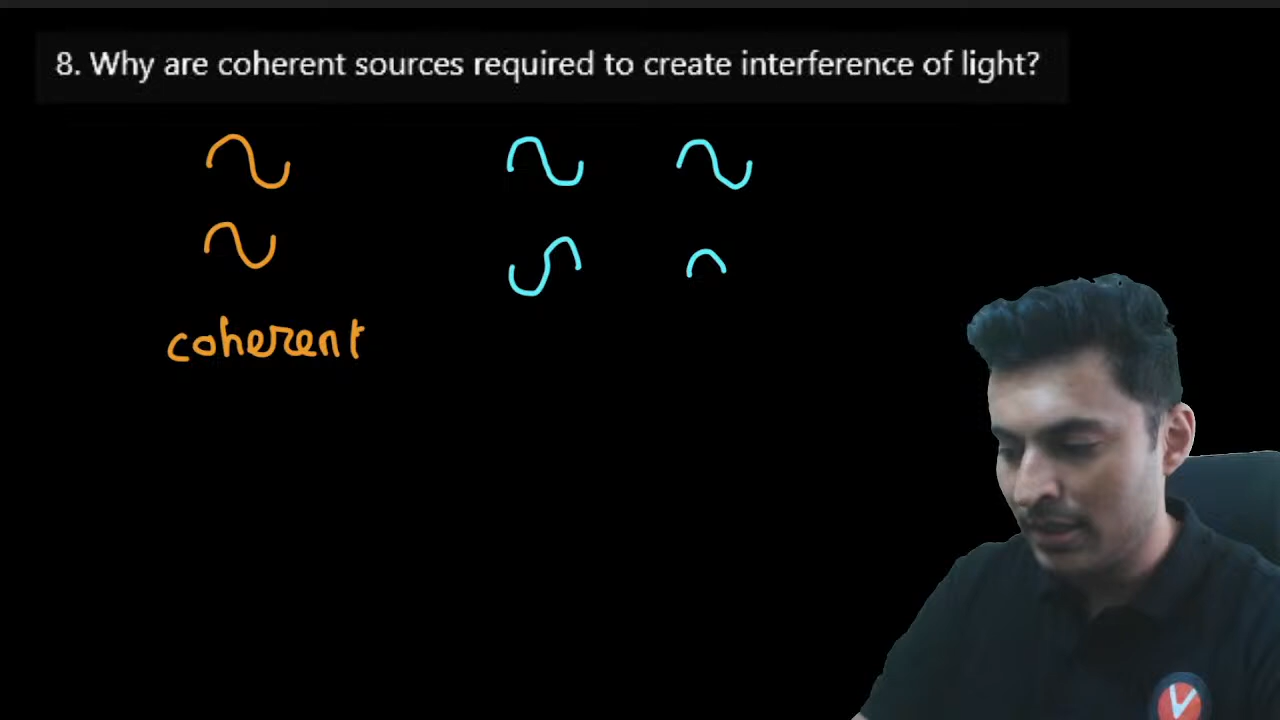 8. Why are coherent sources required to create interference of light?
coherent
V